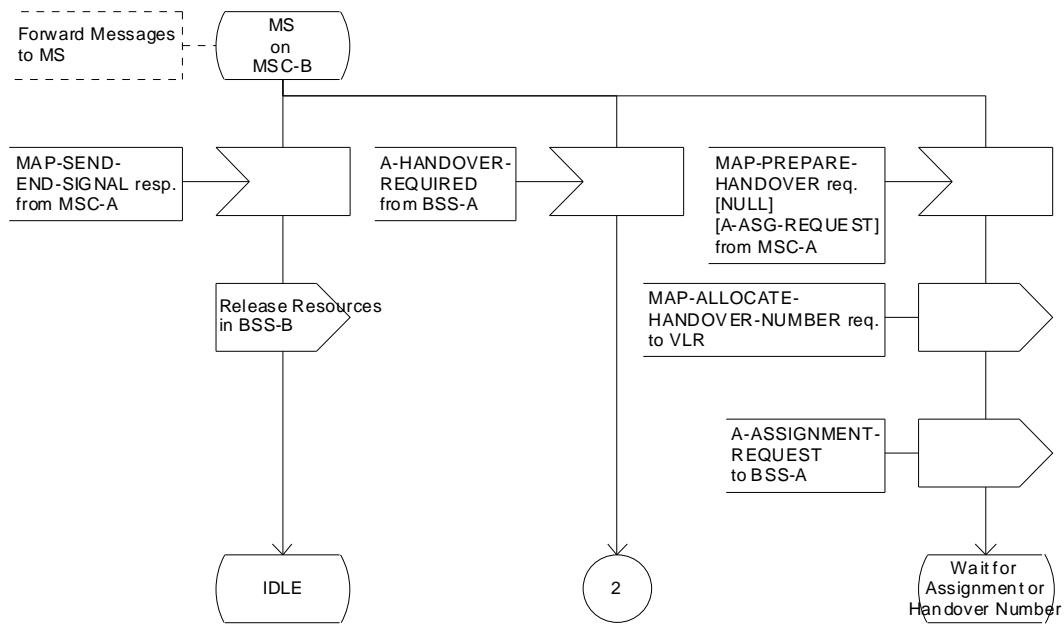 Forward Messages
to MS
MS
on
MSC-B
MAP-SEND-
END-SIGNAL resp.
from MSC-A
A-HANDOVER-
REQUIRED
from BSS-A
MAP-PREPARE-
HANDOVER req.
[NULL]
[A-ASG-REQUEST]
from MSC-A
Release Resources
in BSS-B
MAP-ALLOCATE-
HANDOVER-NUMBER req.
to VLR
A-ASSIGNMENT-
REQUEST
to BSS-A
IDLE
2
Wait for
Assignment or
Handover Number